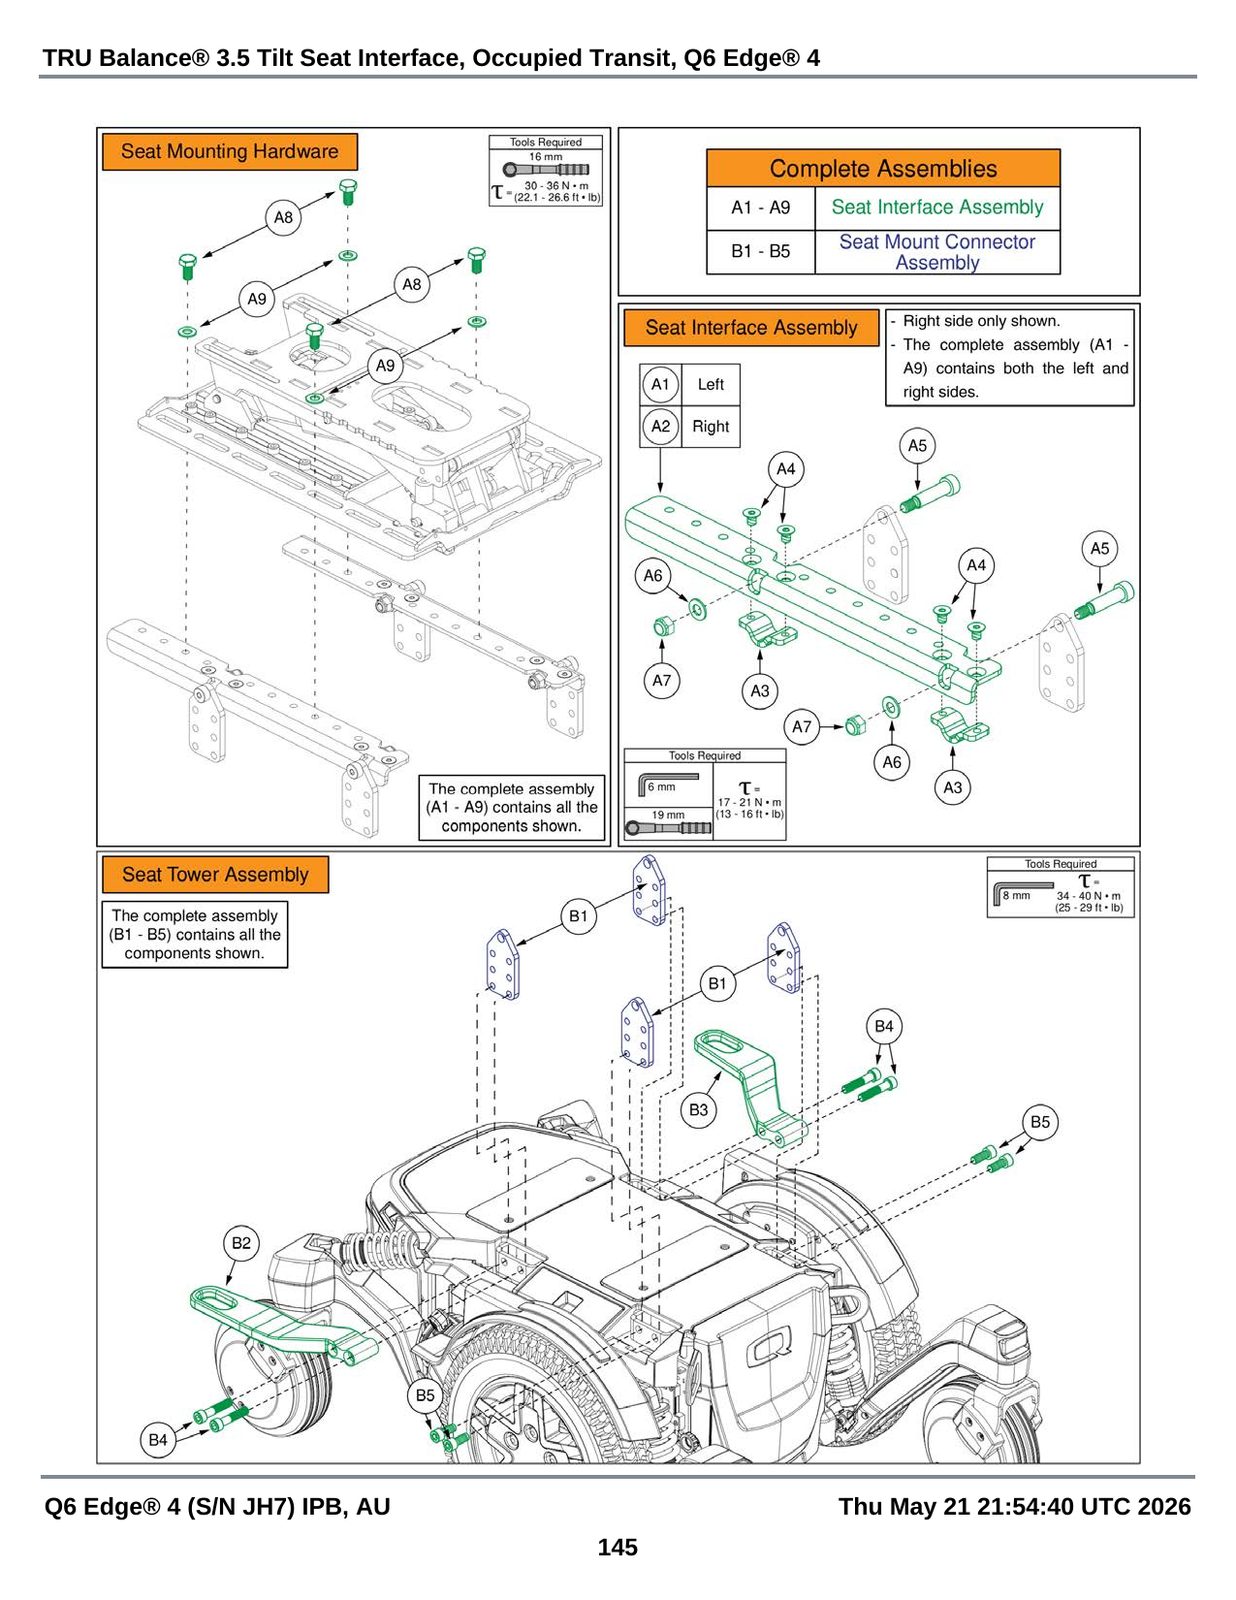 TRU Balance® 3.5 Tilt Seat Interface, Occupied Transit, Q6 Edge® 4
Seat Mounting Hardware
Tools Required
16 mm
τ = 30 - 36 N • m
(22.1 - 26.6 ft • lb)
A8
A9
A8
A9
The complete assembly
(A1 - A9) contains all the
components shown.
Complete Assemblies
A1 - A9 Seat Interface Assembly
B1 - B5 Seat Mount Connector
Assembly
Seat Interface Assembly
- Right side only shown.
- The complete assembly (A1 -
A9) contains both the left and
right sides.
A1 Left
A2 Right
A5
A4
A5
A4
A6
A7
A3
A7
A6
A3
Tools Required
6 mm
19 mm
τ =
17 - 21 N • m
(13 - 16 ft • lb)
Seat Tower Assembly
The complete assembly
(B1 - B5) contains all the
components shown.
Tools Required
8 mm
τ =
34 - 40 N • m
(25 - 29 ft • lb)
B1
B1
B4
B3
B5
B2
B5
B4
Q
Q6 Edge® 4 (S/N JH7) IPB, AU
Thu May 21 21:54:40 UTC 2026
145